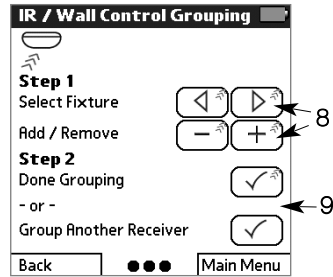 IR / Wall Control Grouping
Step 1
Select Fixture
8
Add / Remove
Step 2
Done Grouping
- or -
9
Group Another Receiver
Back
Main Menu